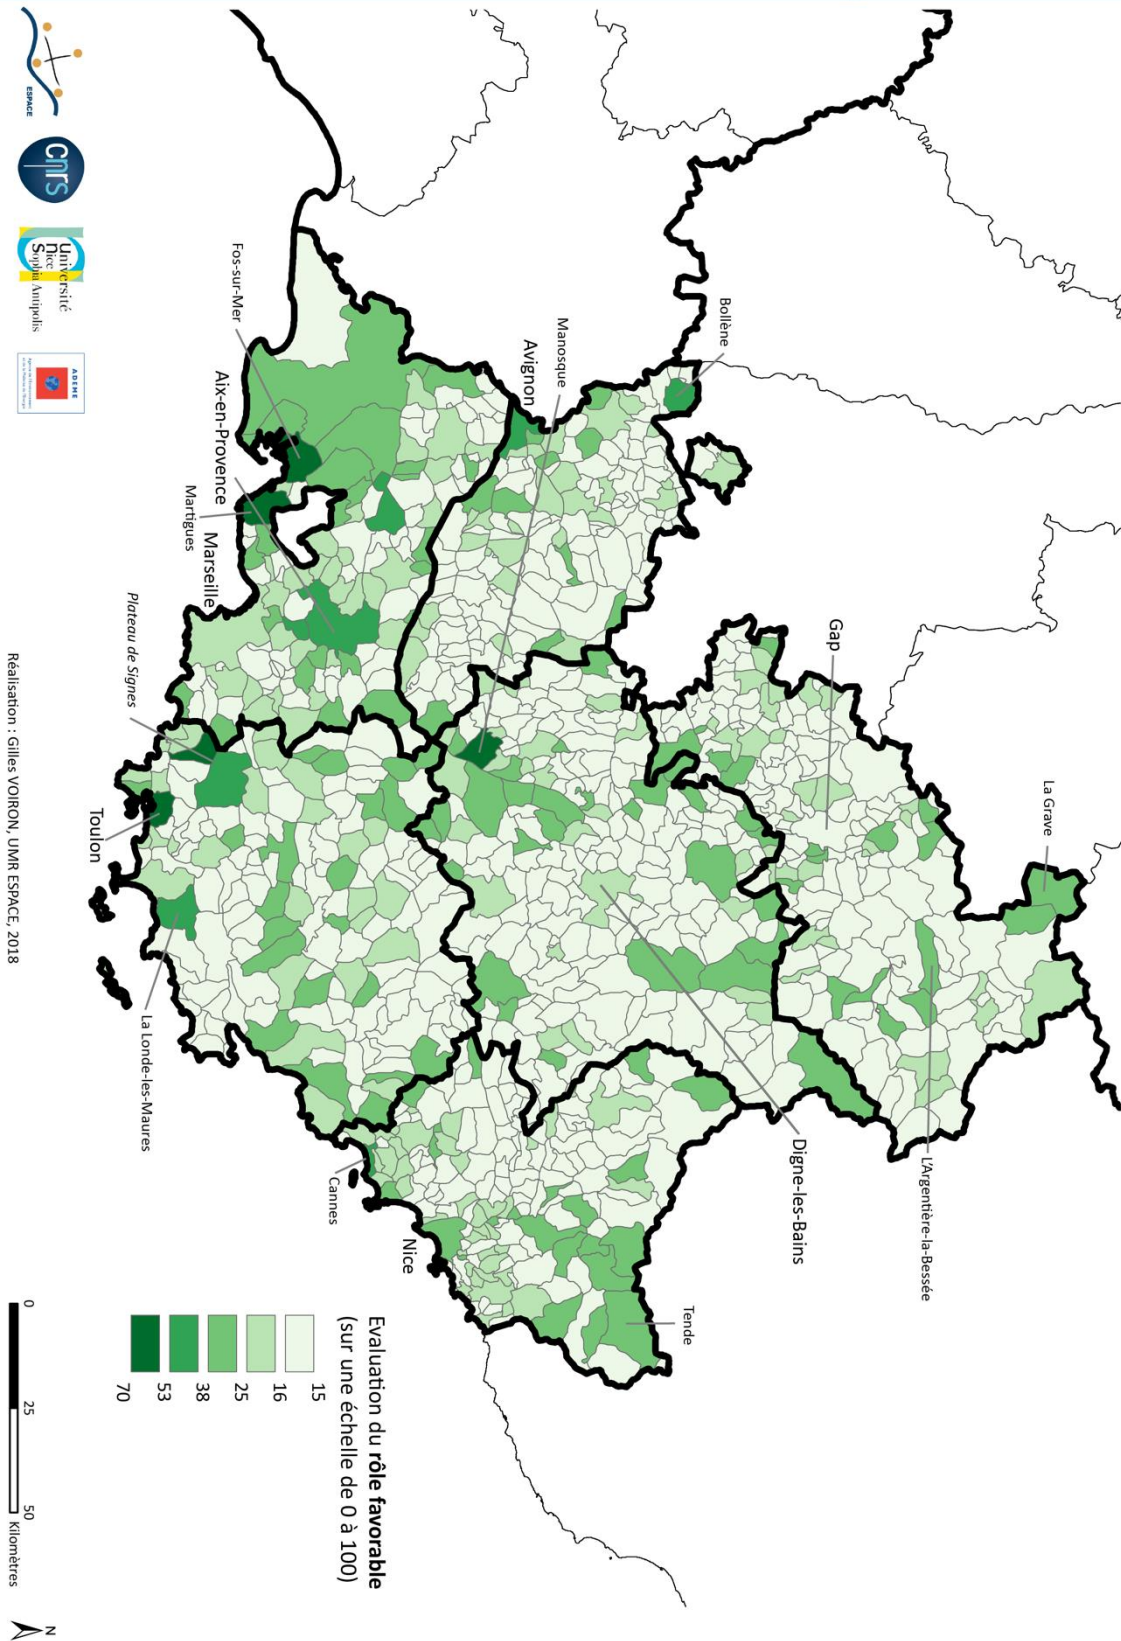 La Grave
L'Argentière-la-Bessée
Gap
Bollène
Manosque
Avignon
Digne-les-Bains
Tende
Fos-sur-Mer
Aix-en-Provence
Martigues
Marseille
Nice
Cannes
Plateau de Signes
Toulon
La Londe-les-Maures
Evaluation du rôle favorable
(sur une échelle de 0 à 100)
15
16
25
38
53
70
ESPACE
cnrs
Université
Nice
Sophia Antipolis
ADEME
Réalisation : Gilles VOIRON, UMR ESPACE, 2018
0 25 50 Kilomètres
N